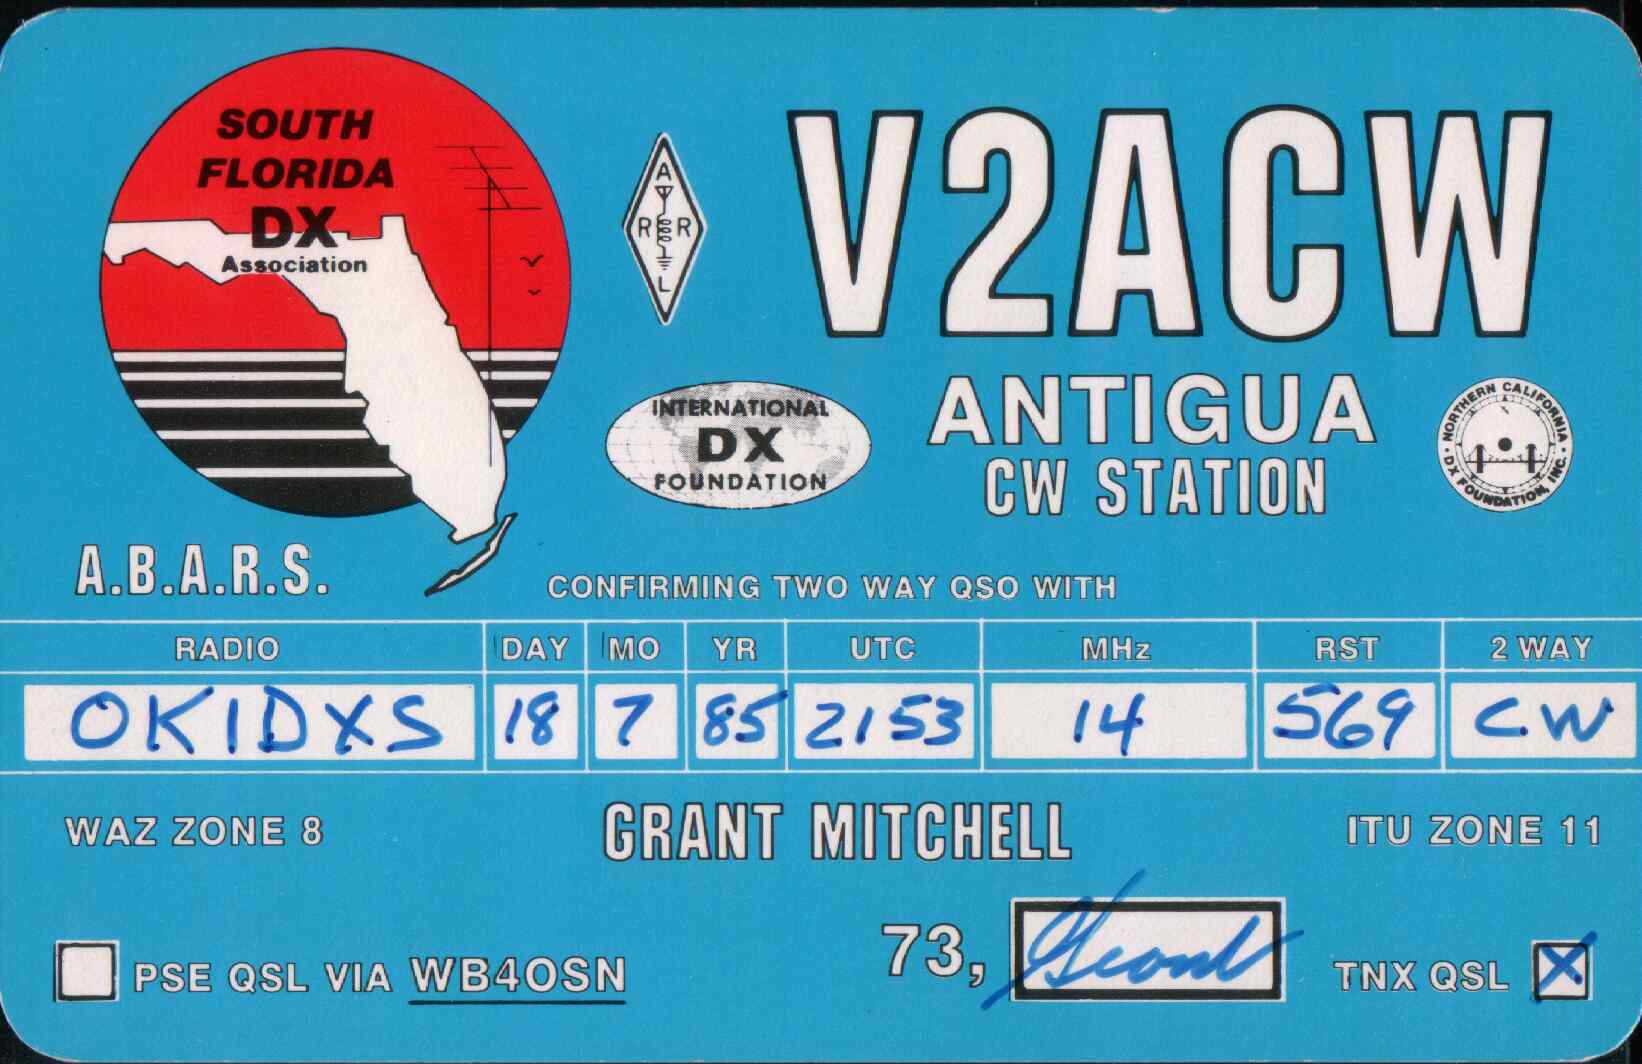 SOUTH
FLORIDA
DX
Association
A
R R
L
V2ACW
INTERNATIONAL
DX
FOUNDATION
ANTIGUA
CW STATION
NORTHERN CALIFORNIA
DX FOUNDATION, INC.
A.B.A.R.S.
CONFIRMING TWO WAY QSO WITH
RADIO DAY MO YR UTC MHz RST 2 WAY
OK1DXS 18 7 85 2153 14 569 CW
WAZ ZONE 8 GRANT MITCHELL ITU ZONE 11
PSE QSL VIA WB4OSN 73, Grant TNX QSL X